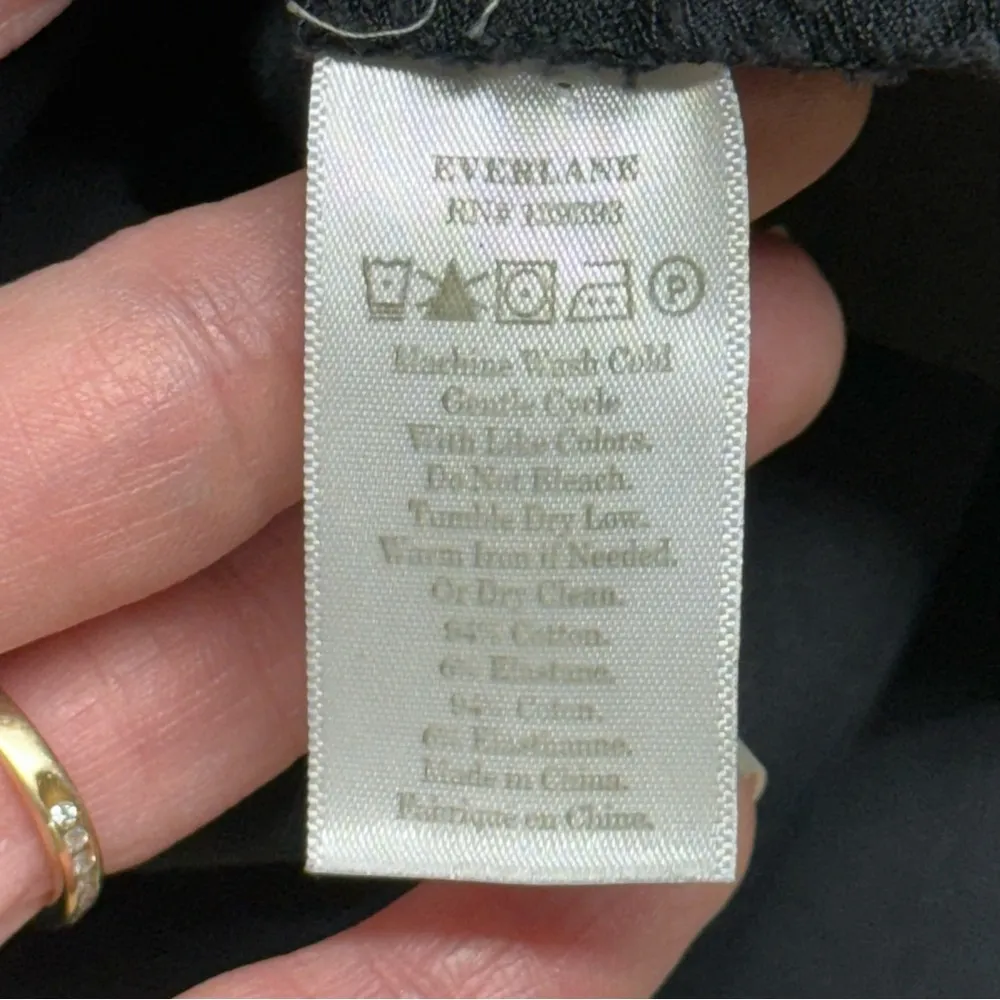 EVERLANE
RN# 139393
P
Machine Wash Cold
Gentle Cycle
With Like Colors.
Do Not Bleach.
Tumble Dry Low.
Warm Iron if Needed.
Or Dry Clean.
94% Cotton.
6% Elastane.
94% Coton.
6% Elasthanne.
Made in China.
Fabrique en Chine.